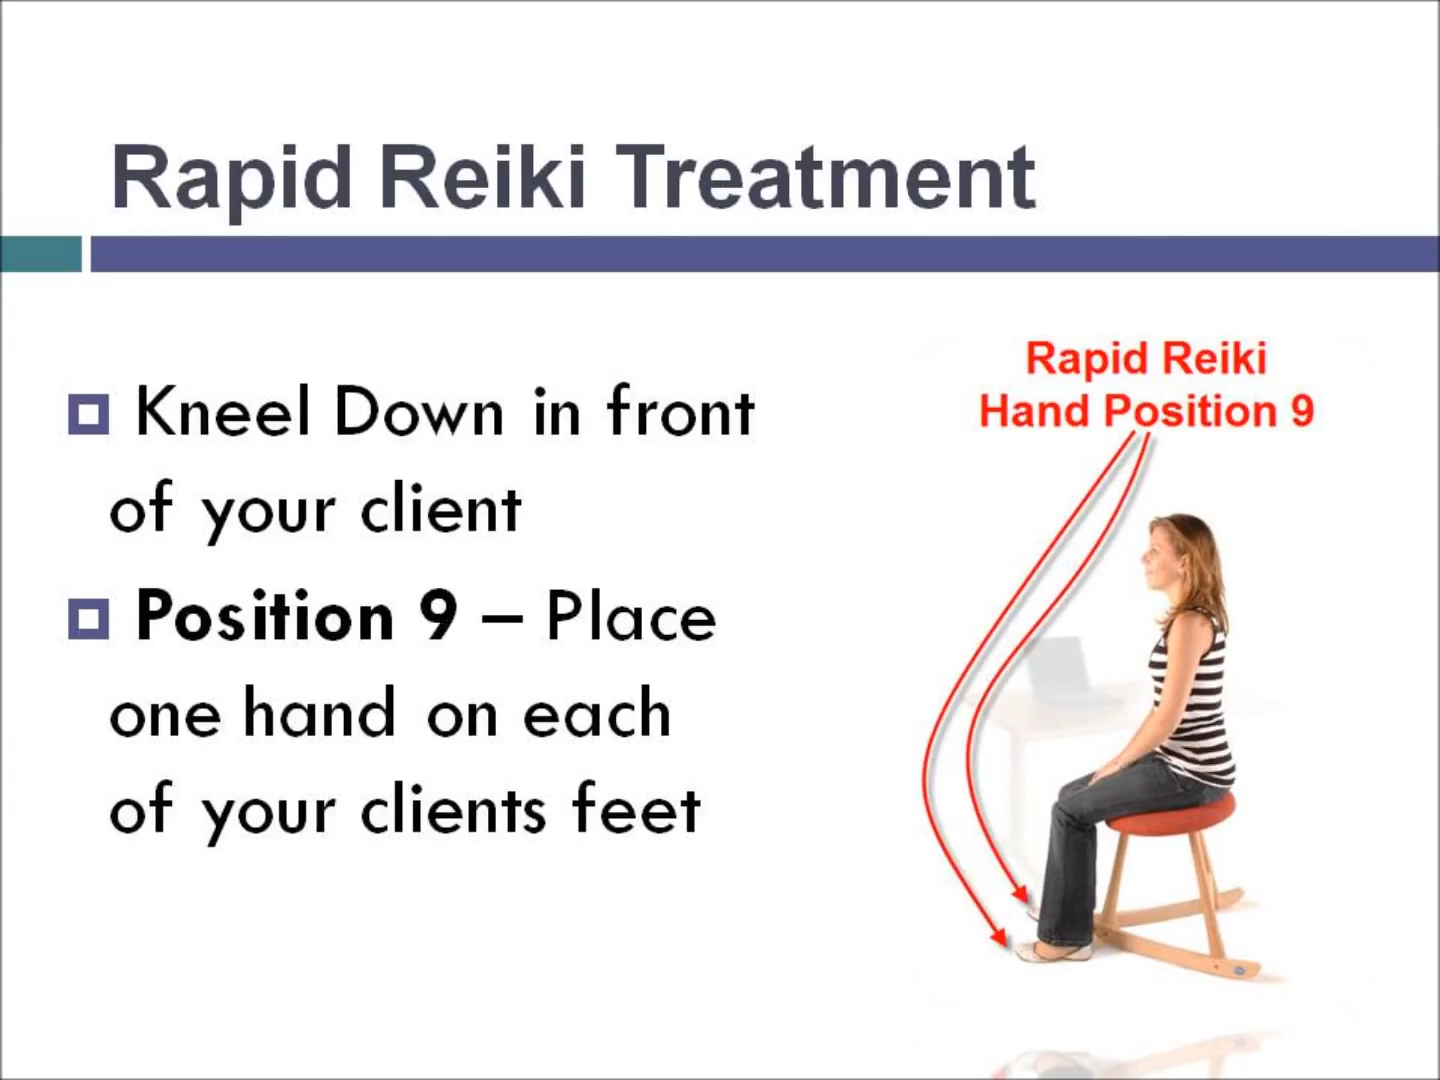 Rapid Reiki Treatment
Kneel Down in front
of your client
Position 9 – Place
one hand on each
of your clients feet
Rapid Reiki
Hand Position 9